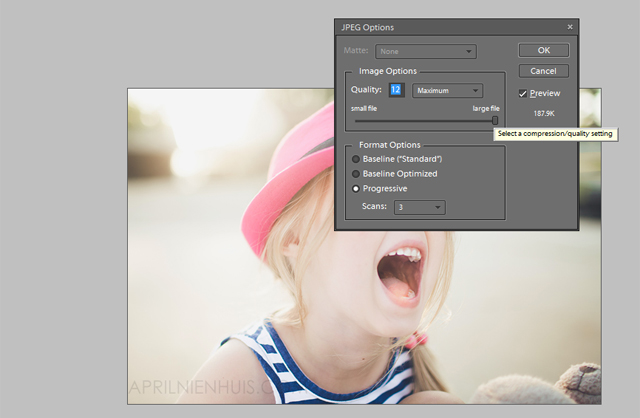 JPEG Options
Matte: None
OK
Image Options
Cancel
Quality: 12 Maximum
Preview
small file large file
187.9K
Select a compression/quality setting
Format Options
Baseline ("Standard")
Baseline Optimized
Progressive
Scans: 3
APRILNIENHUIS.C